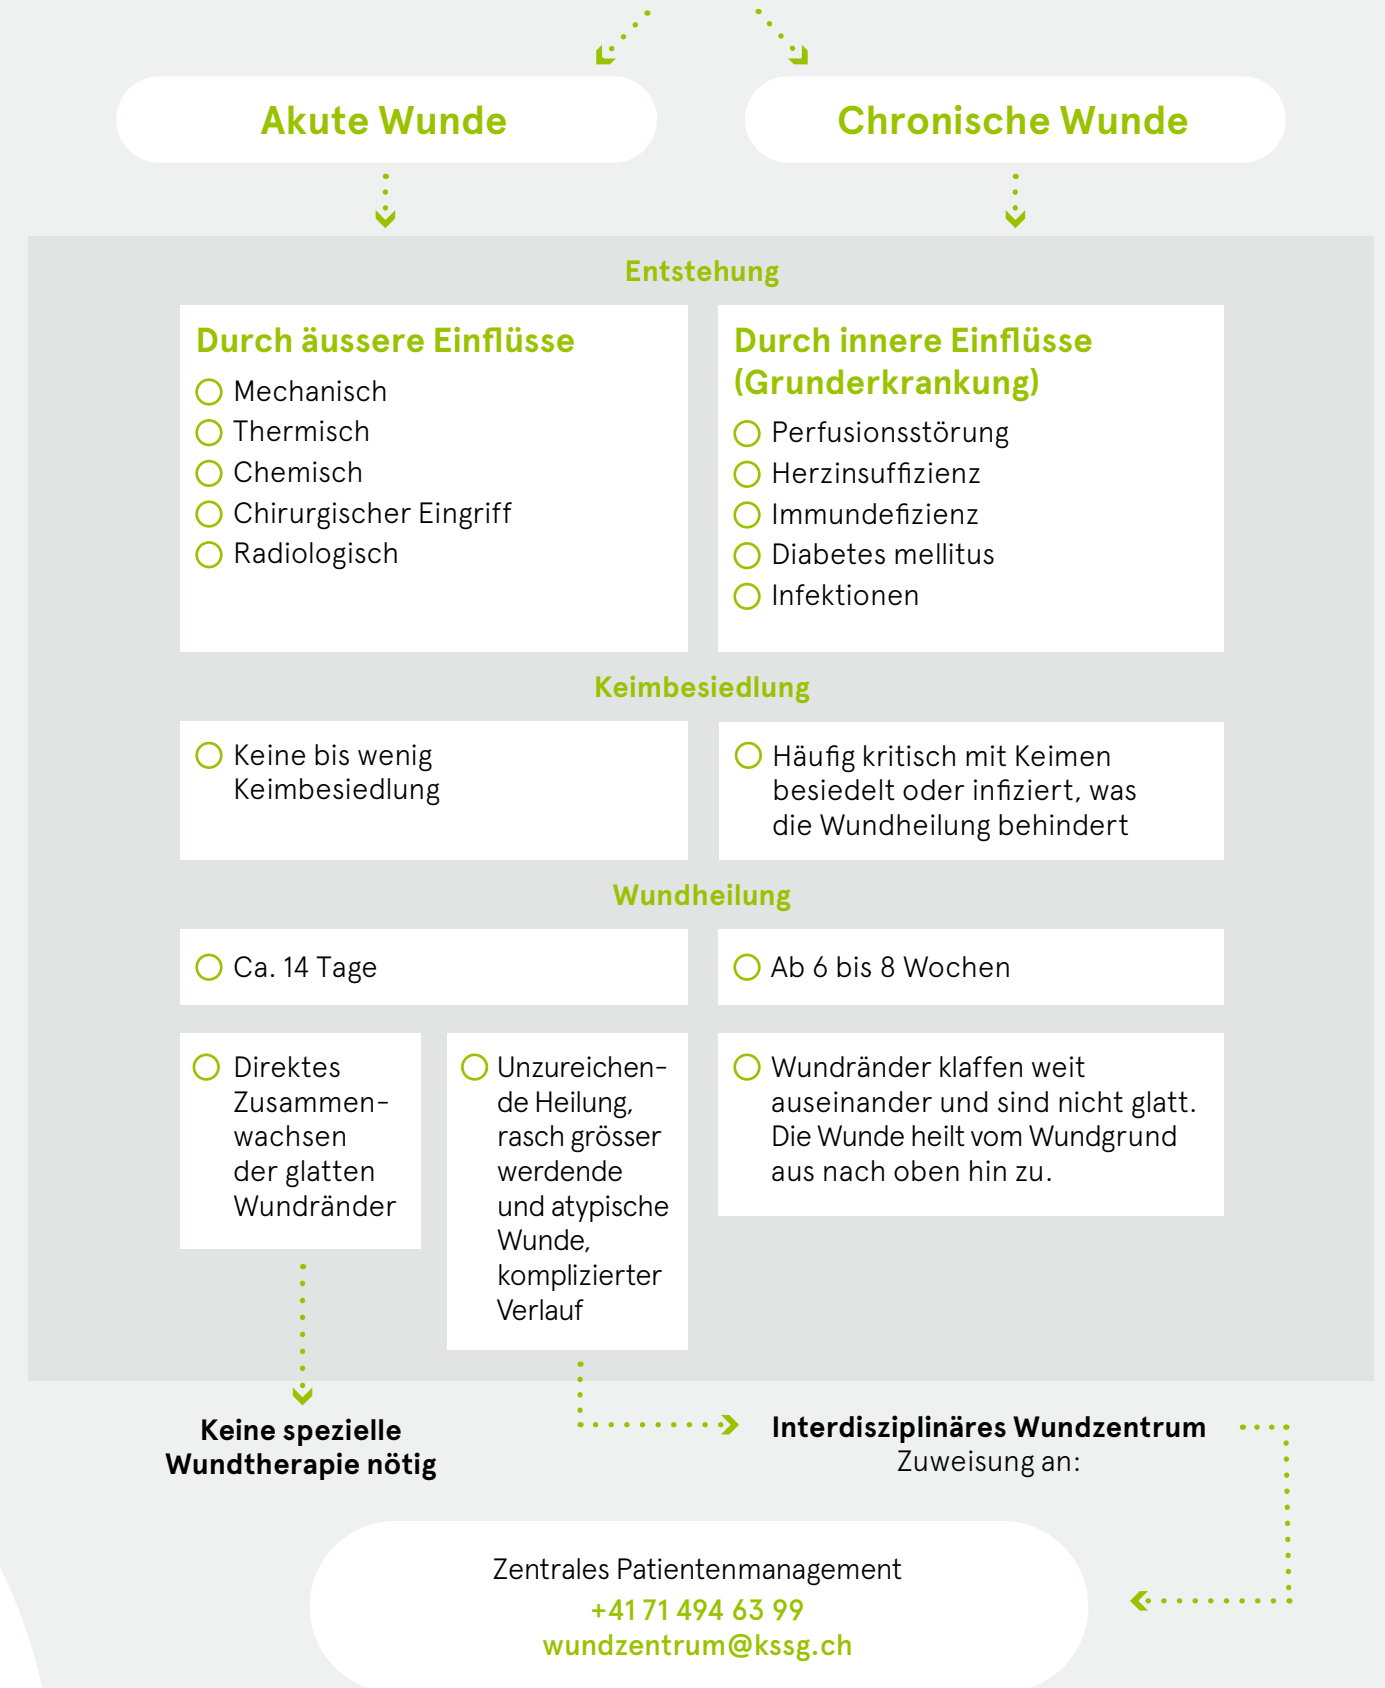 Akute Wunde
Chronische Wunde
Entstehung
Durch äussere Einflüsse
Mechanisch
Thermisch
Chemisch
Chirurgischer Eingriff
Radiologisch
Durch innere Einflüsse
(Grunderkrankung)
Perfusionsstörung
Herzinsuffizienz
Immundefizienz
Diabetes mellitus
Infektionen
Keimbesiedlung
Keine bis wenig
Keimbesiedlung
Häufig kritisch mit Keimen
besiedelt oder infiziert, was
die Wundheilung behindert
Wundheilung
Ca. 14 Tage
Ab 6 bis 8 Wochen
Direktes
Zusammen-
wachsen
der glatten
Wundränder
Unzureichen-
de Heilung,
rasch grösser
werdende
und atypische
Wunde,
komplizierter
Verlauf
Wundränder klaffen weit
auseinander und sind nicht glatt.
Die Wunde heilt vom Wundgrund
aus nach oben hin zu.
Keine spezielle
Wundtherapie nötig
Interdisziplinäres Wundzentrum
Zuweisung an:
Zentrales Patientenmanagement
+41 71 494 63 99
wundzentrum@kssg.ch